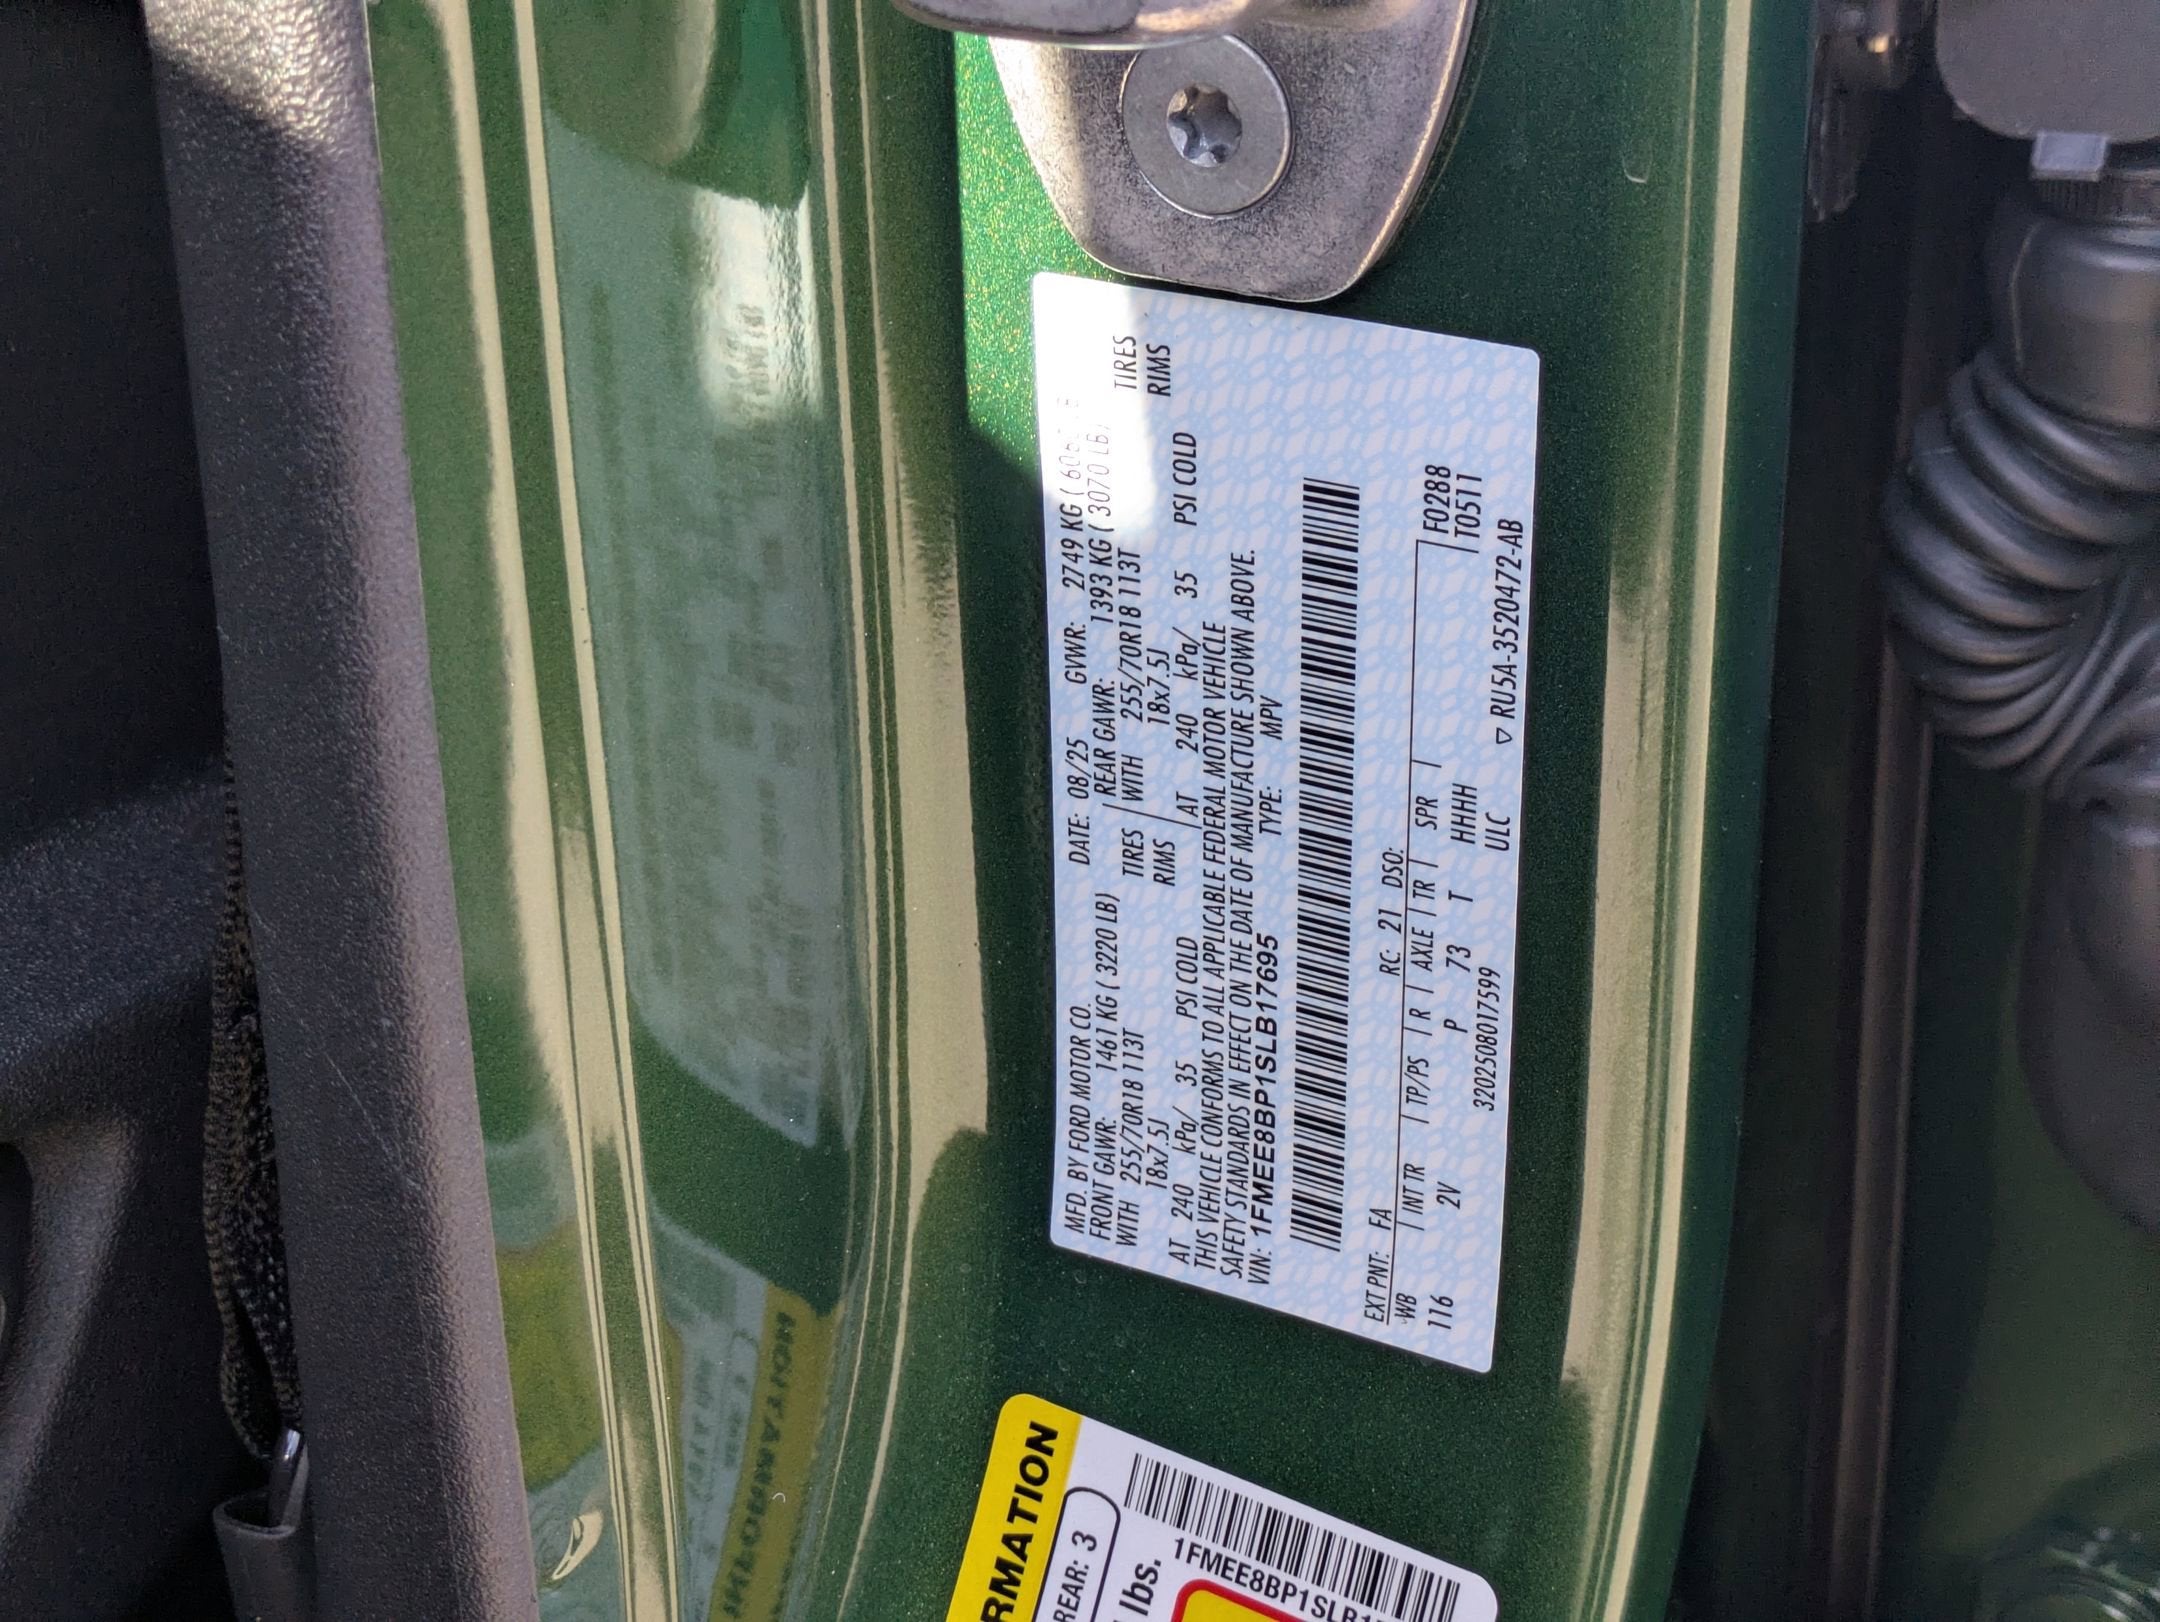 MFD. BY FORD MOTOR CO. DATE: 08/25 GVWR: 2749 KG
FRONT GAWR: 1461 KG ( 3220 LB) REAR GAWR: 1393 KG ( 3070 LB)
WITH 255/70R18 113T TIRES WITH 255/70R18 113T TIRES
18x7.5J RIMS 18x7.5J RIMS
AT 240 kPa/ 35 PSI COLD AT 240 kPa/ 35 PSI COLD
THIS VEHICLE CONFORMS TO ALL APPLICABLE FEDERAL MOTOR VEHICLE
SAFETY STANDARDS IN EFFECT ON THE DATE OF MANUFACTURE SHOWN ABOVE.
VIN: 1FMEE8BP1SLB17695 TYPE: MPV
EXT PNT: FA RC: 21 DSO:
WB INT TR TP/PS R AXLE TR SPR F0288
116 2V P 73 T HHHH T0511
3202508017599 ULC ▽ RU5A-3520472-AB
RMATION
REAR: 3
lbs.
1FMEE8BP1SLB1